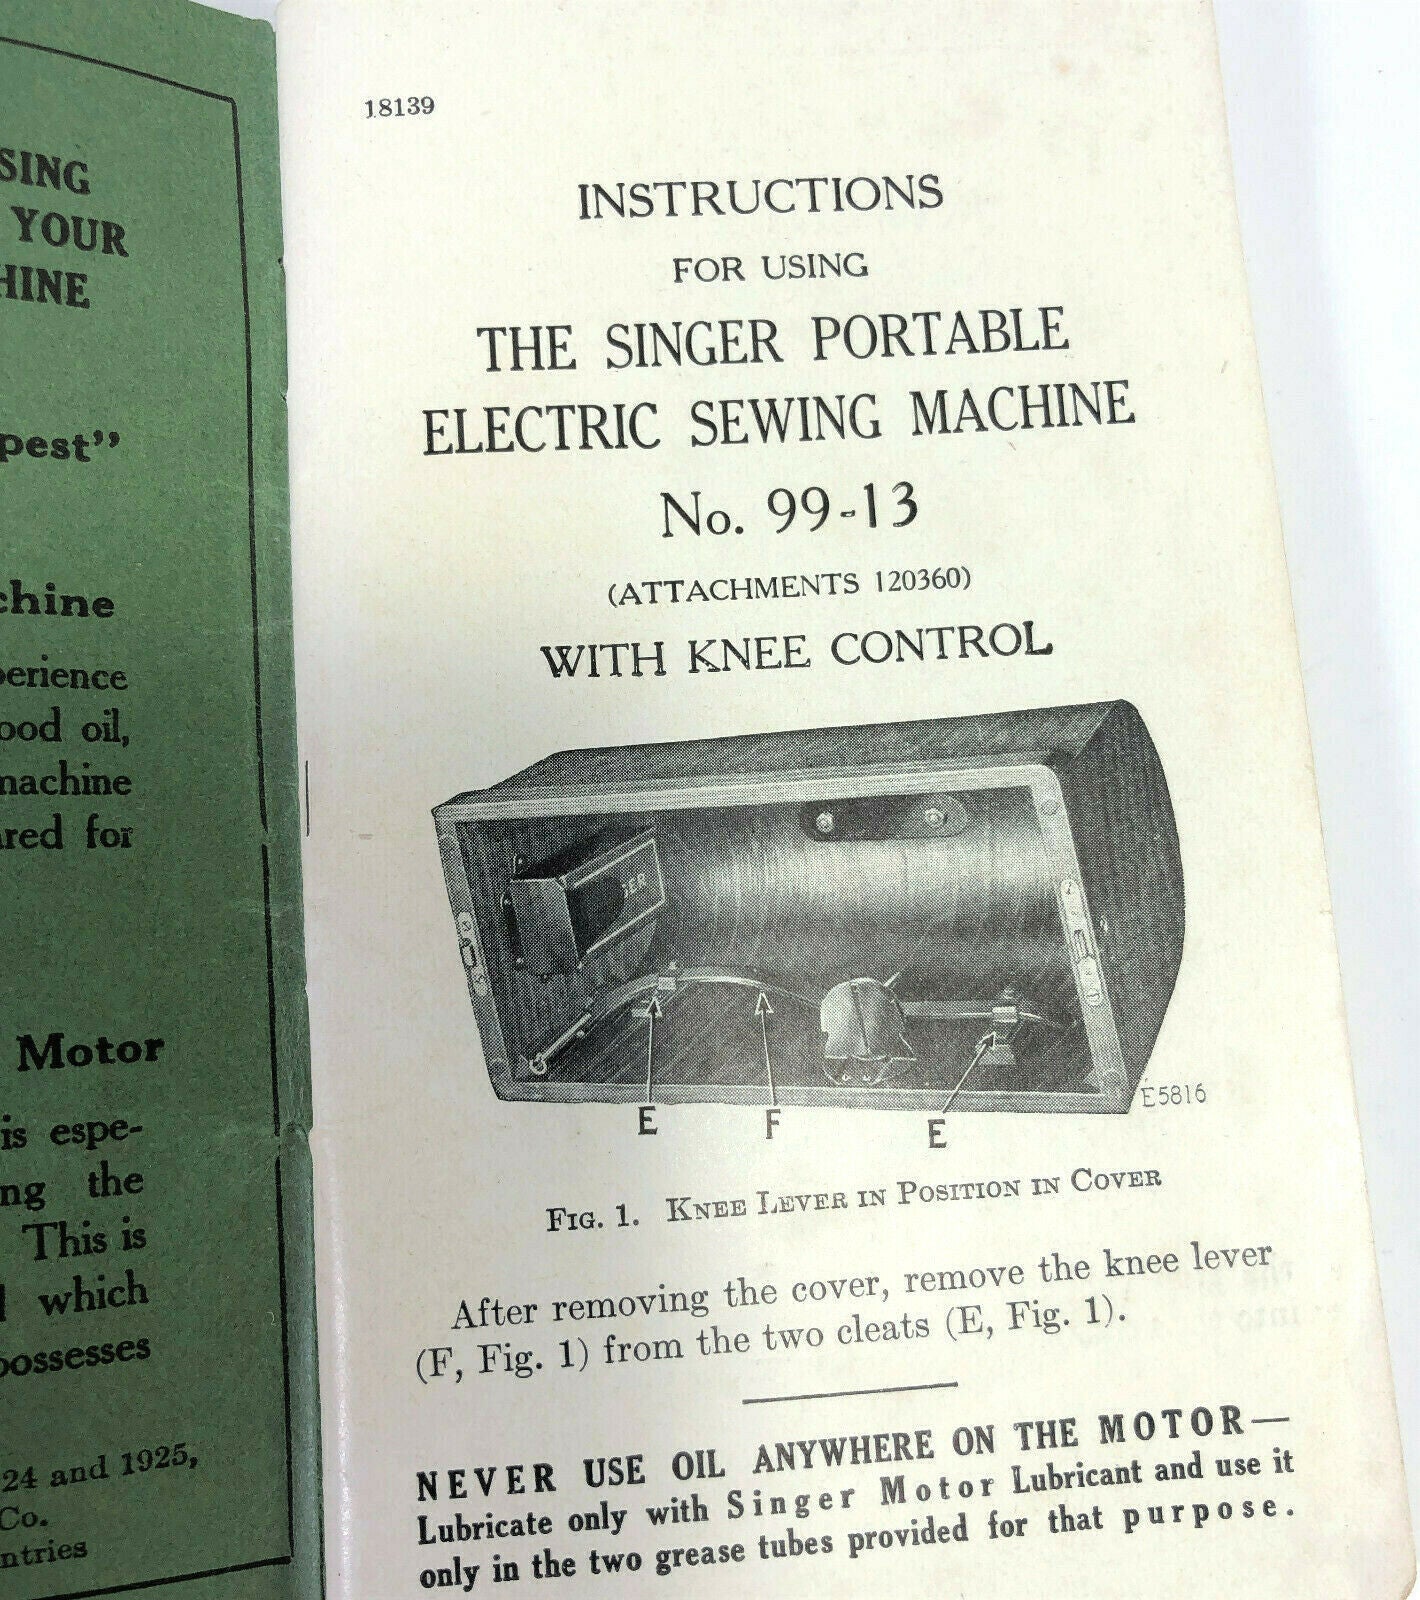 SING
YOUR
HINE
pest"
chine
perience
ood oil,
machine
ared for
Motor
is espe-
ng the
This is
which
possesses
24 and 1925,
Co.
ntries
18139
INSTRUCTIONS
FOR USING
THE SINGER PORTABLE
ELECTRIC SEWING MACHINE
No. 99-13
(ATTACHMENTS 120360)
WITH KNEE CONTROL
GER
E5816
E F E
FIG. 1. KNEE LEVER IN POSITION IN COVER
After removing the cover, remove the knee lever
(F, Fig. 1) from the two cleats (E, Fig. 1).
NEVER USE OIL ANYWHERE ON THE MOTOR—
Lubricate only with Singer Motor Lubricant and use it
only in the two grease tubes provided for that purpose.